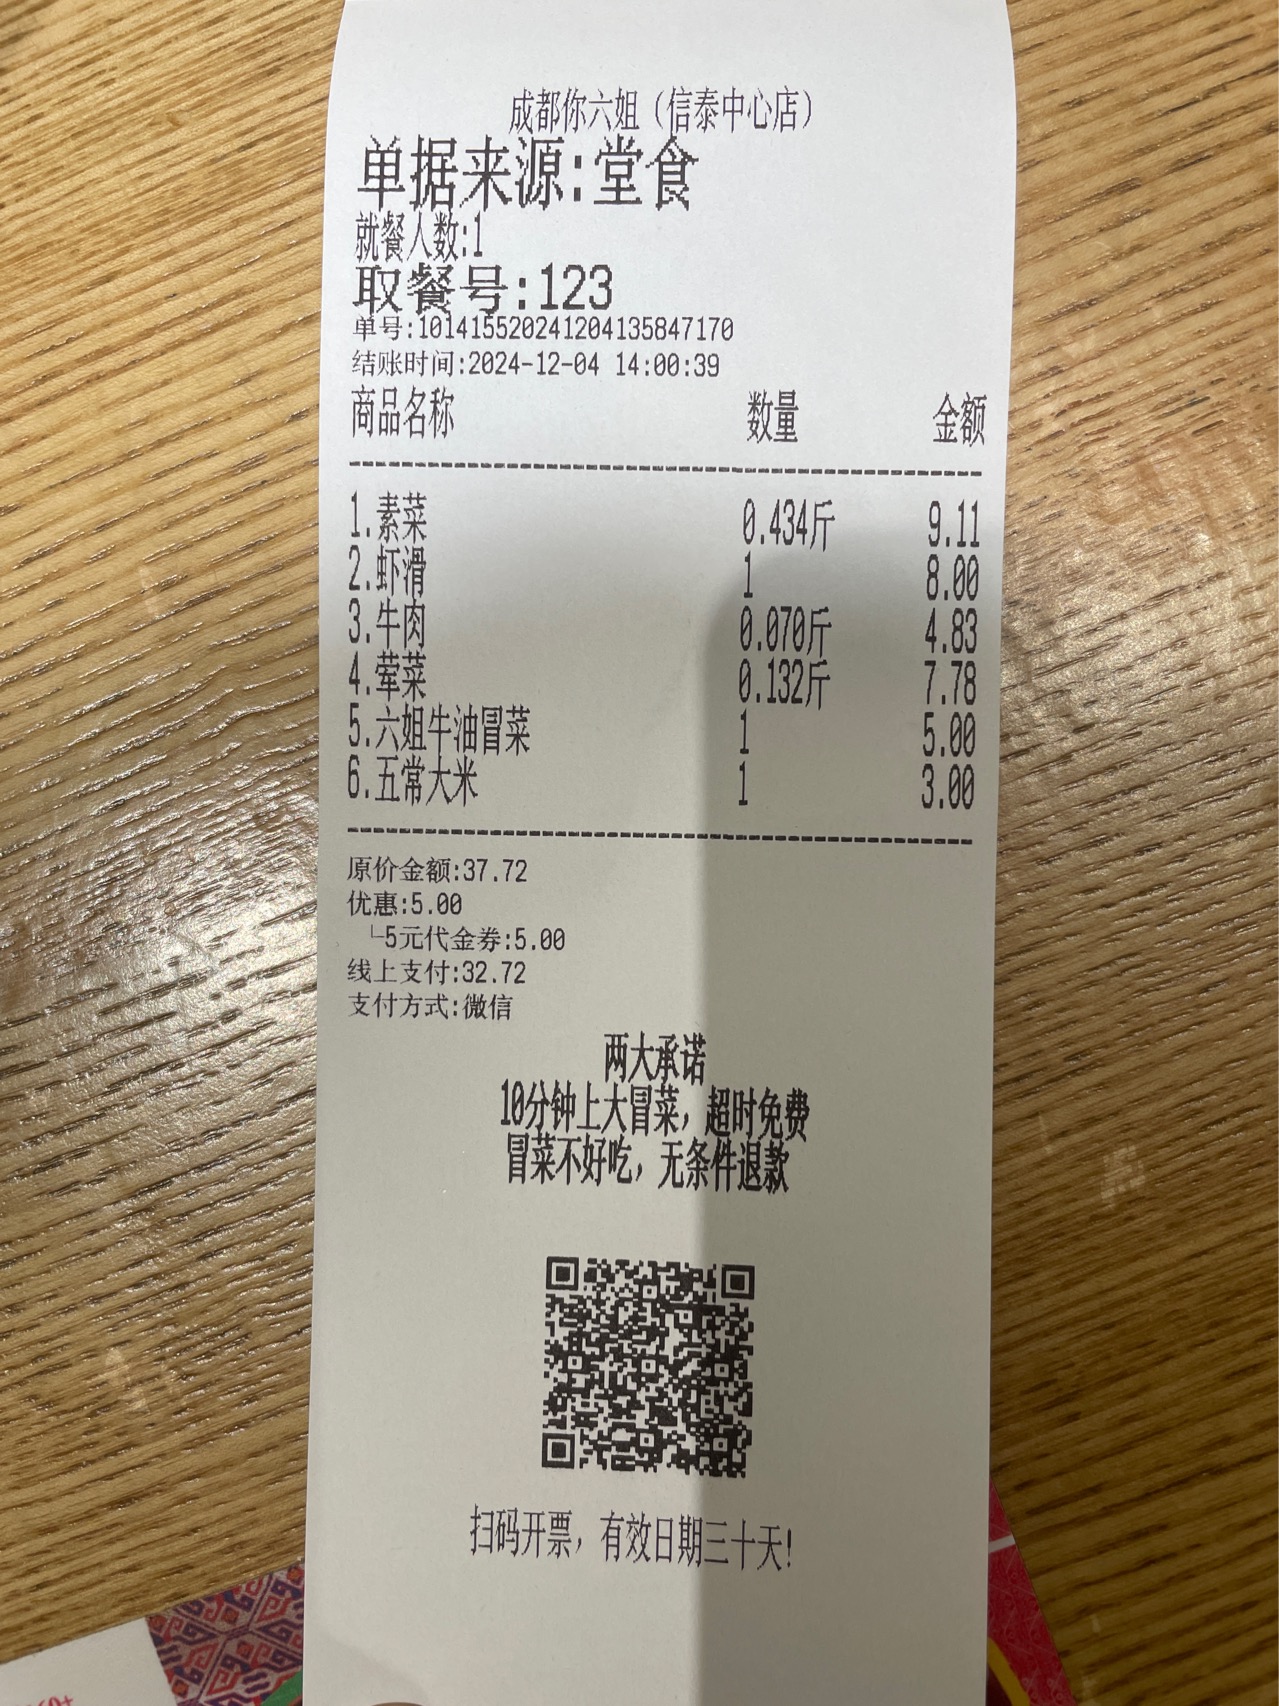 成都你六姐（信泰中心店）
单据来源:堂食
就餐人数:1
取餐号:123
单号:101415520241204135847170
结账时间:2024-12-04 14:00:39
商品名称 数量 金额
1.素菜 0.434斤 9.11
2.虾滑 1 8.00
3.牛肉 0.070斤 4.83
4.荤菜 0.132斤 7.78
5.六姐牛油冒菜 1 5.00
6.五常大米 1 3.00
原价金额:37.72
优惠:5.00
└5元代金券:5.00
线上支付:32.72
支付方式:微信
两大承诺
10分钟上大冒菜，超时免费
冒菜不好吃，无条件退款
扫码开票，有效日期三十天!